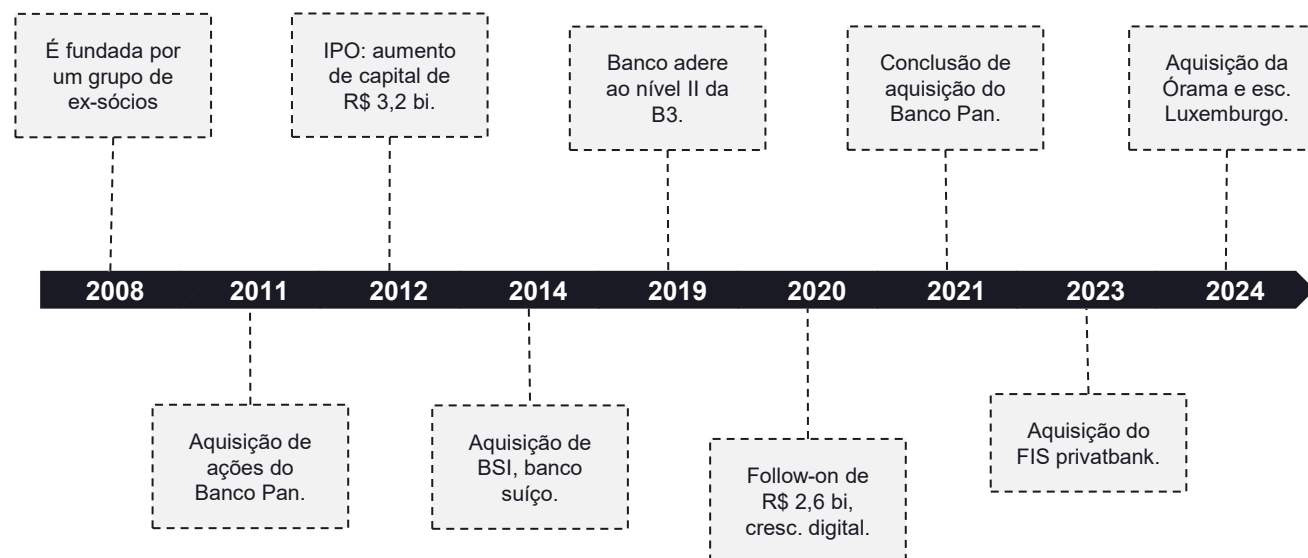 É fundada por
um grupo de
ex-sócios
IPO: aumento
de capital de
R$ 3,2 bi.
Banco adere
ao nível II da
B3.
Conclusão de
aquisição do
Banco Pan.
Aquisição da
Órama e esc.
Luxemburgo.
2008 2011 2012 2014 2019 2020 2021 2023 2024
Aquisição de
ações do
Banco Pan.
Aquisição de
BSI, banco
suíço.
Follow-on de
R$ 2,6 bi,
cresc. digital.
Aquisição do
FIS privatbank.